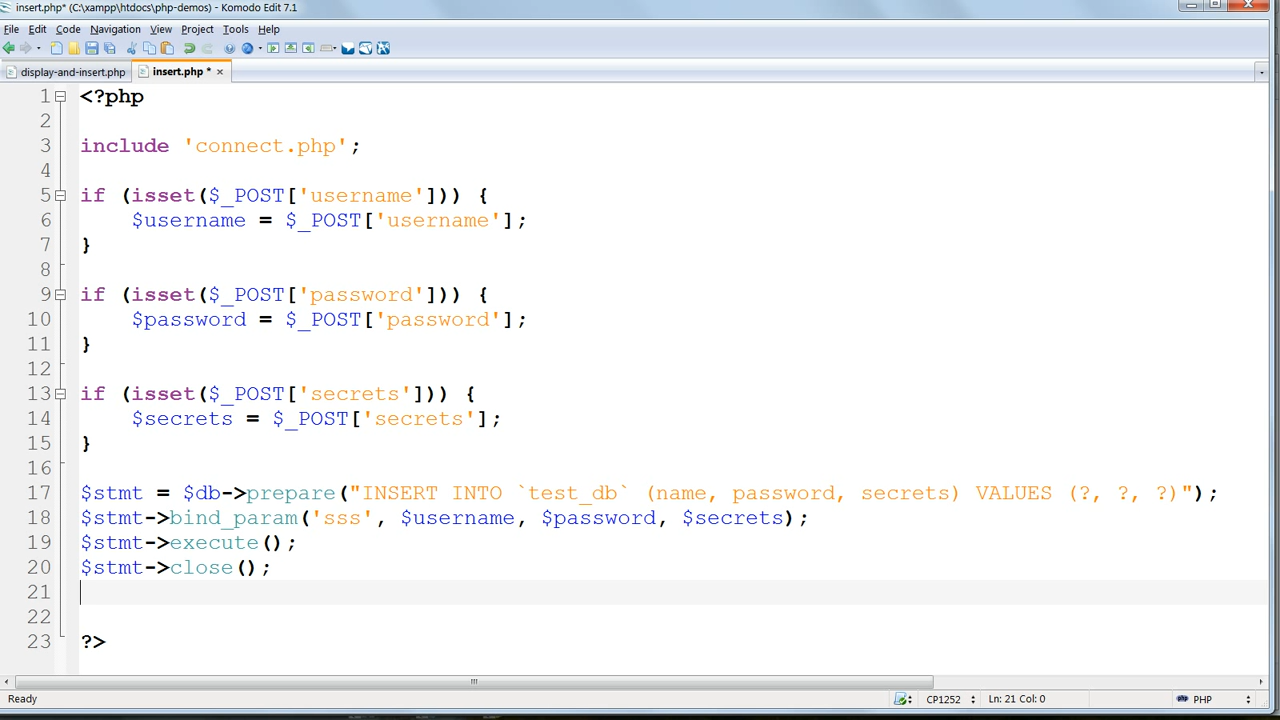 insert.php* (C:\xampp\htdocs\php-demos) - Komodo Edit 7.1
File Edit Code Navigation View Project Tools Help
display-and-insert.php insert.php *
1 <?php
2
3 include 'connect.php';
4
5 if (isset($_POST['username'])) {
6 $username = $_POST['username'];
7 }
8
9 if (isset($_POST['password'])) {
10 $password = $_POST['password'];
11 }
12
13 if (isset($_POST['secrets'])) {
14 $secrets = $_POST['secrets'];
15 }
16
17 $stmt = $db->prepare("INSERT INTO `test_db` (name, password, secrets) VALUES (?, ?, ?)");
18 $stmt->bind_param('sss', $username, $password, $secrets);
19 $stmt->execute();
20 $stmt->close();
21
22
23 ?>
Ready CP1252 Ln: 21 Col: 0 PHP